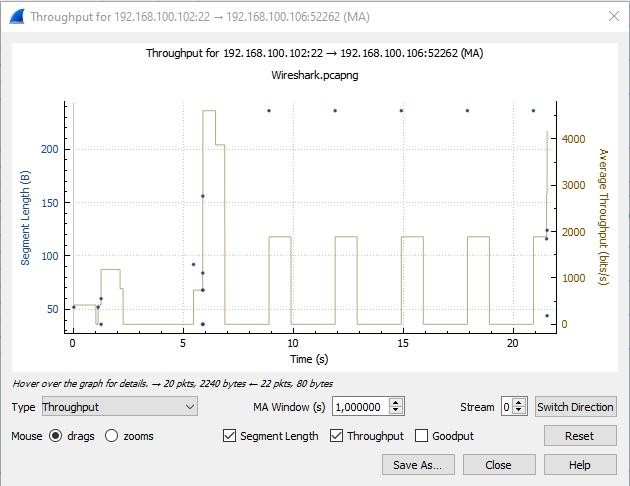 Throughput for 192.168.100.102:22 → 192.168.100.106:52262 (MA)
Throughput for 192.168.100.102:22 → 192.168.100.106:52262 (MA)
Wireshark.pcapng
Segment Length (B)
200
150
100
50
4000
3000
2000
1000
0
Average Throughput (bits/s)
0 5 10 15 20
Time (s)
Hover over the graph for details. → 20 pkts, 2240 bytes ← 22 pkts, 80 bytes
Type Throughput MA Window (s) 1,000000 Stream 0 Switch Direction
Mouse drags zooms Segment Length Throughput Goodput Reset
Save As... Close Help